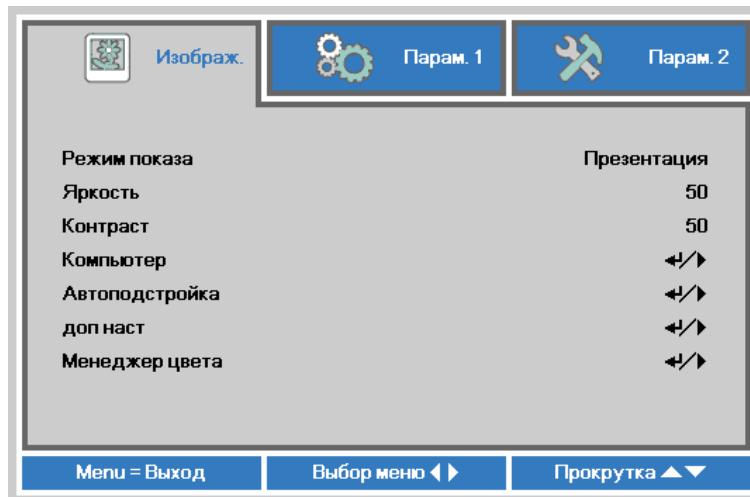 Изображ. Парам. 1 Парам. 2
Режим показа Презентация
Яркость 50
Контраст 50
Компьютер
Автоподстройка
доп наст
Менеджер цвета
Menu = Выход Выбор меню Прокрутка